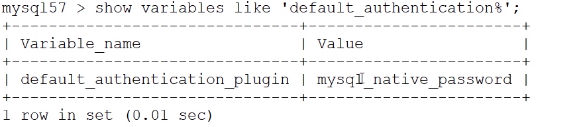 mysql57 > show variables like 'default_authentication%';
+-------------------------------+-----------------------+
| Variable_name | Value |
+-------------------------------+-----------------------+
| default_authentication_plugin | mysql_native_password |
+-------------------------------+-----------------------+
1 row in set (0.01 sec)